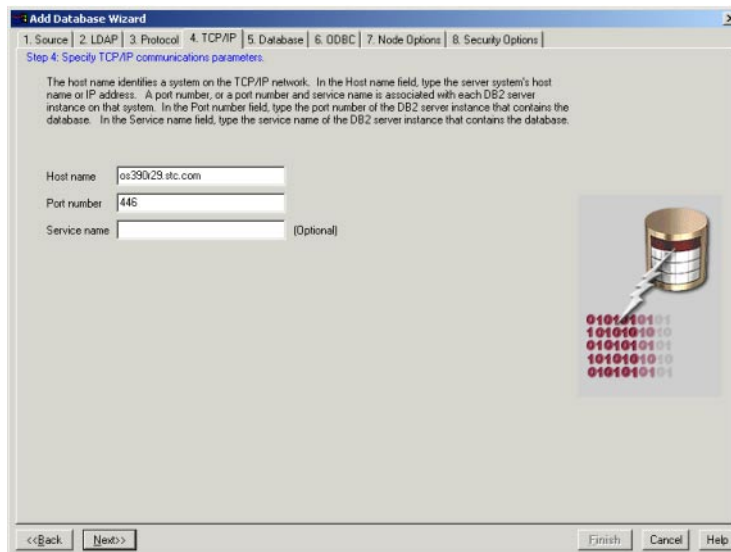 Add Database Wizard
1. Source 2. LDAP 3. Protocol 4. TCP/IP 5. Database 6. ODBC 7. Node Options 8. Security Options
Step 4: Specify TCP/IP communications parameters.
The host name identifies a system on the TCP/IP network. In the Host name field, type the server system's host
name or IP address. A port number, or a port number and service name is associated with each DB2 server
instance on that system. In the Port number field, type the port number of the DB2 server instance that contains the
database. In the Service name field, type the service name of the DB2 server instance that contains the database.
Host name os390r29.stc.com
Port number 446
Service name (Optional)
0101010101
1010101010
0101010101
1010101010
0101010101
<<Back Next>> Finish Cancel Help